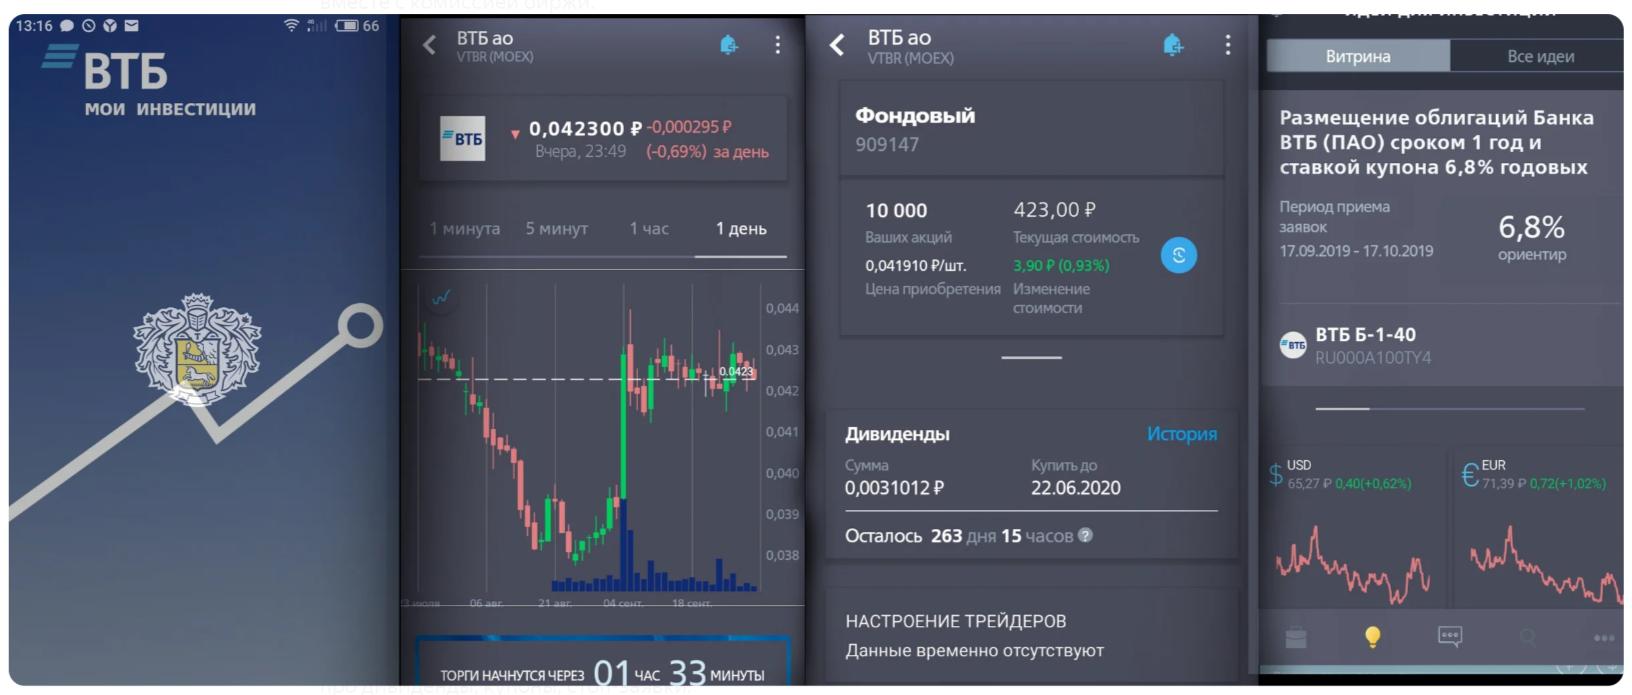 вместе с комиссией биржи.
13:16
66
ВТБ
МОИ ИНВЕСТИЦИИ
ВТБ ао
VTBR (MOEX)
ВТБ
0,042300 ₽ -0,000295 ₽
Вчера, 23:49 (-0,69%) за день
1 минута 5 минут 1 час 1 день
0,044
0,043
0.0423
0,042
0,041
0,040
0,039
0,038
23 июля 06 авг. 21 авг. 04 сент. 18 сент.
ТОРГИ НАЧНУТСЯ ЧЕРЕЗ 01 ЧАС 33 МИНУТЫ
ВТБ ао
VTBR (MOEX)
Фондовый
909147
10 000 423,00 ₽
Ваших акций Текущая стоимость
0,041910 ₽/шт. 3,90 ₽ (0,93%)
Цена приобретения Изменение
стоимости
Дивиденды История
Сумма Купить до
0,0031012 ₽ 22.06.2020
Осталось 263 дня 15 часов ?
НАСТРОЕНИЕ ТРЕЙДЕРОВ
Данные временно отсутствуют
Витрина Все идеи
Размещение облигаций Банка
ВТБ (ПАО) сроком 1 год и
ставкой купона 6,8% годовых
Период приема
заявок
17.09.2019 - 17.10.2019
6,8%
ориентир
ВТБ
ВТБ Б-1-40
RU000A100TY4
$ USD
65,27 ₽ 0,40(+0,62%)
€ EUR
71,39 ₽ 0,72(+1,02%)
про дивиденды, купоны, стоп-заявки.